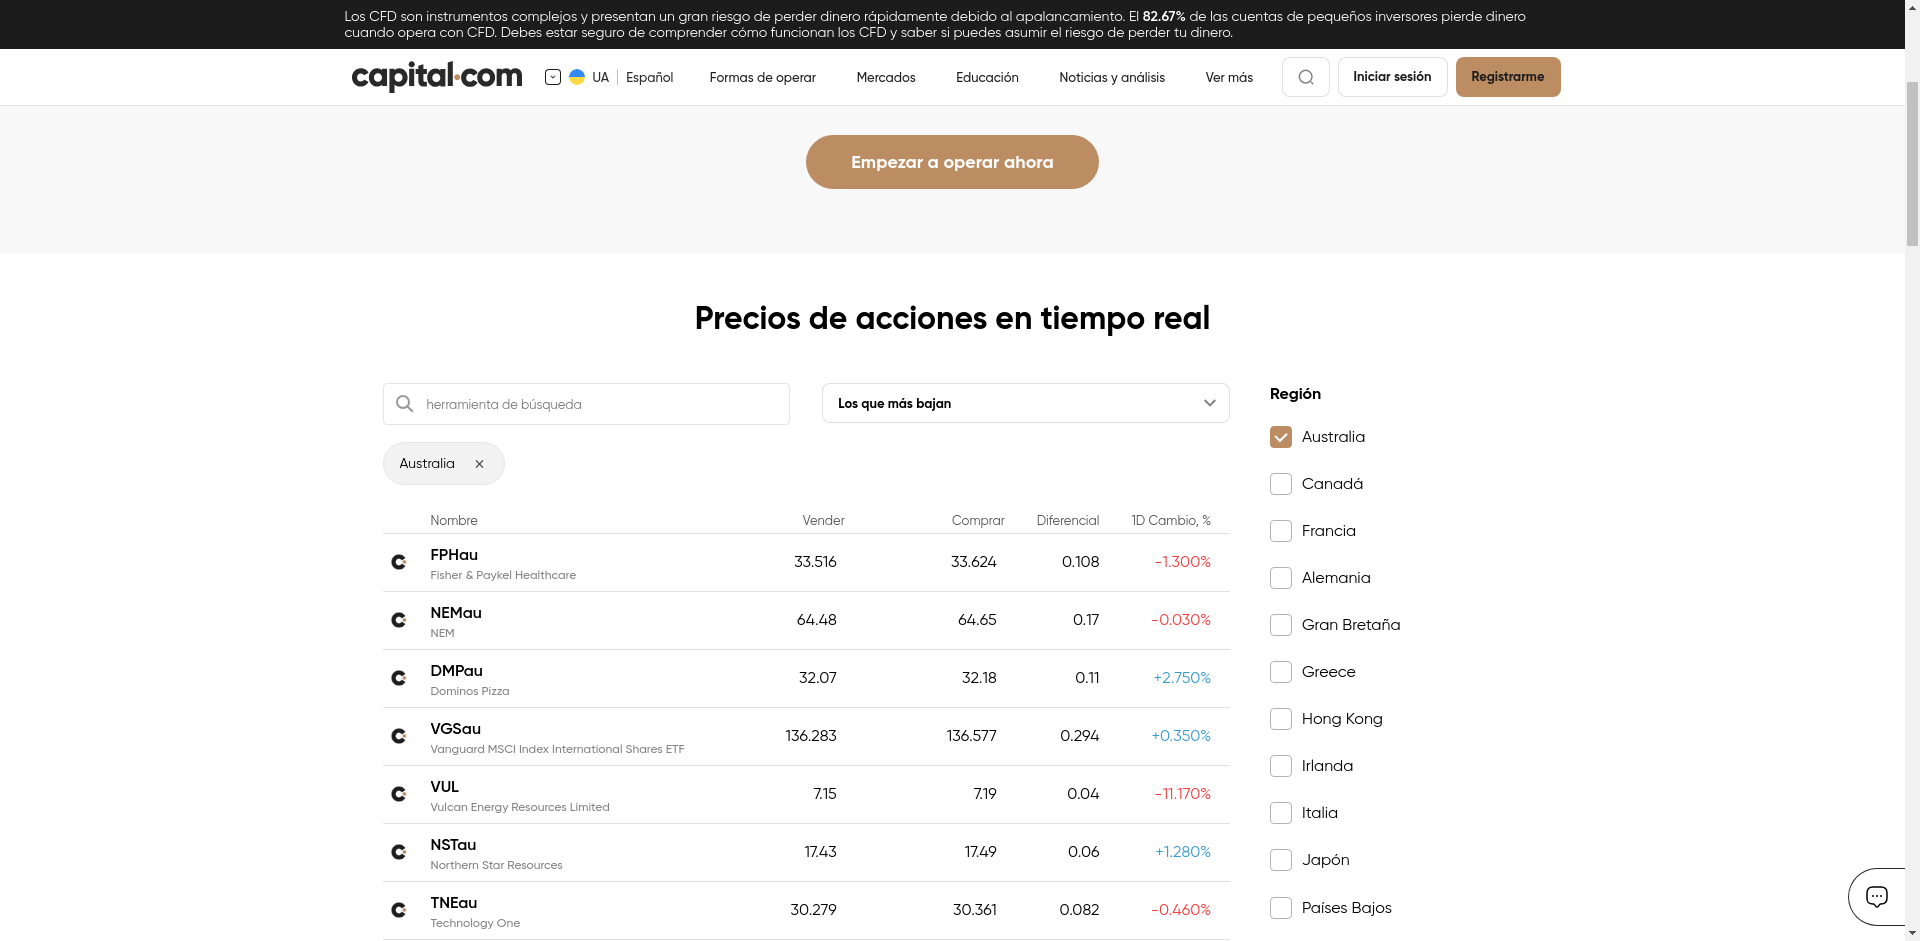 Los CFD son instrumentos complejos y presentan un gran riesgo de perder dinero rápidamente debido al apalancamiento. El 82.67% de las cuentas de pequeños inversores pierde dinero
cuando opera con CFD. Debes estar seguro de comprender cómo funcionan los CFD y saber si puedes asumir el riesgo de perder tu dinero.
capital.com UA Español Formas de operar Mercados Educación Noticias y análisis Ver más Iniciar sesión Registrarme
Empezar a operar ahora
Precios de acciones en tiempo real
herramienta de búsqueda
Los que más bajan
Australia
Nombre Vender Comprar Diferencial 1D Cambio, %
FPHau 33.516 33.624 0.108 -1.300%
Fisher & Paykel Healthcare
NEMau 64.48 64.65 0.17 -0.030%
NEM
DMPau 32.07 32.18 0.11 +2.750%
Dominos Pizza
VGSau 136.283 136.577 0.294 +0.350%
Vanguard MSCI Index International Shares ETF
VUL 7.15 7.19 0.04 -11.170%
Vulcan Energy Resources Limited
NSTau 17.43 17.49 0.06 +1.280%
Northern Star Resources
TNEau 30.279 30.361 0.082 -0.460%
Technology One
Región
Australia
Canadá
Francia
Alemania
Gran Bretaña
Greece
Hong Kong
Irlanda
Italia
Japón
Países Bajos